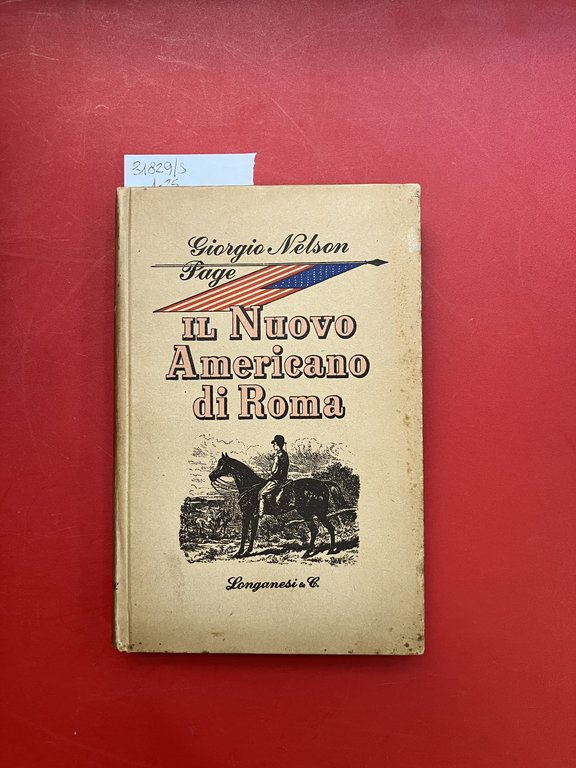 31829/S
Giorgio Nelson
Page
IL Nuovo
Americano
di Roma
Longanesi & C.